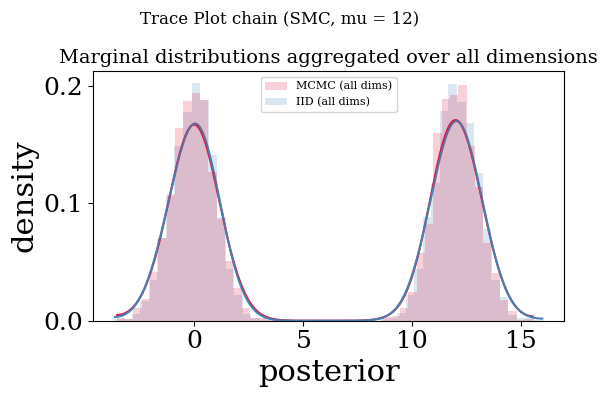 Trace Plot chain (SMC, mu = 12)
Marginal distributions aggregated over all dimensions
MCMC (all dims)
IID (all dims)
density
0.2
0.1
0.0
0 5 10 15
posterior